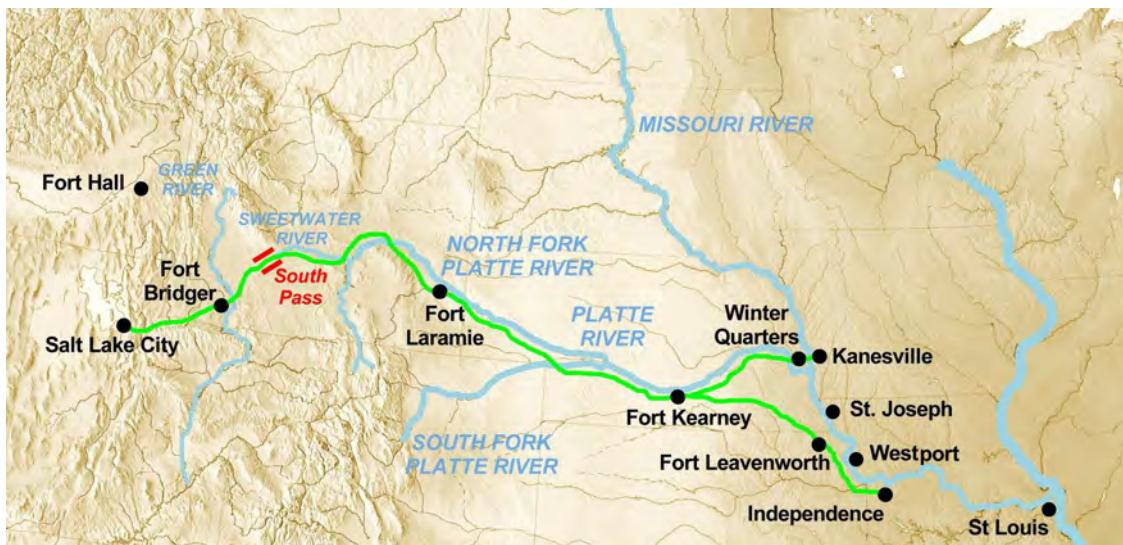 MISSOURI RIVER
Fort Hall
GREEN
RIVER
SWEETWATER
RIVER
NORTH FORK
PLATTE RIVER
Fort
Bridger
South
Pass
Fort
Laramie
PLATTE
RIVER
Winter
Quarters
Kanesville
Salt Lake City
Fort Kearney
St. Joseph
SOUTH FORK
PLATTE RIVER
Fort Leavenworth
Westport
Independence
St Louis